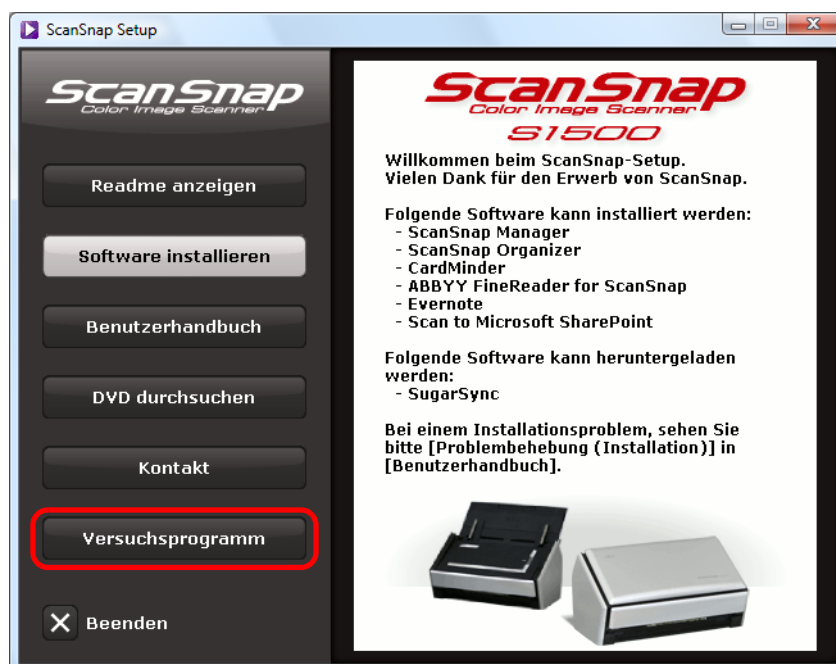 ScanSnap Setup
ScanSnap
Color Image Scanner
Readme anzeigen
Software installieren
Benutzerhandbuch
DVD durchsuchen
Kontakt
Versuchsprogramm
Beenden
ScanSnap
Color Image Scanner
S1500
Willkommen beim ScanSnap-Setup.
Vielen Dank für den Erwerb von ScanSnap.
Folgende Software kann installiert werden:
- ScanSnap Manager
- ScanSnap Organizer
- CardMinder
- ABBYY FineReader for ScanSnap
- Evernote
- Scan to Microsoft SharePoint
Folgende Software kann heruntergeladen
werden:
- SugarSync
Bei einem Installationsproblem, sehen Sie
bitte [Problembehebung (Installation)] in
[Benutzerhandbuch].